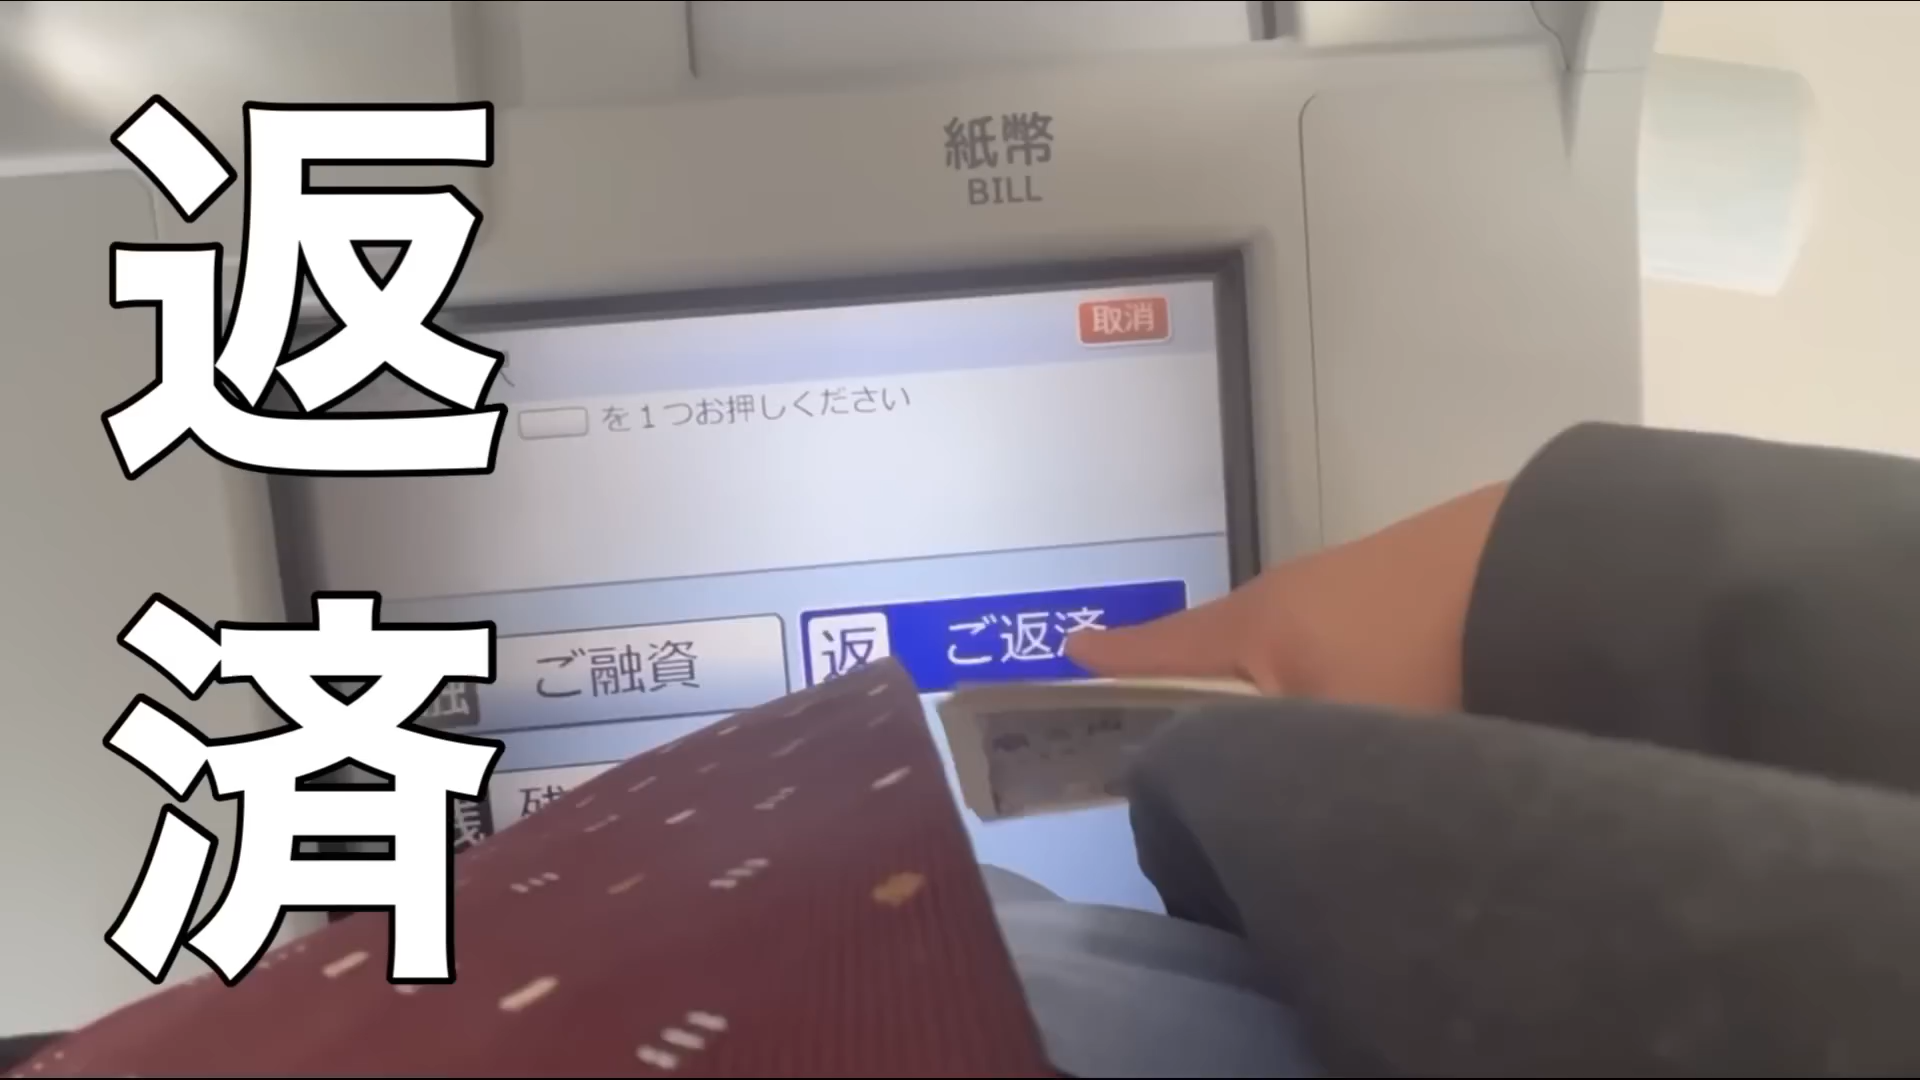 返済
紙幣
BILL
取消
を1つお押しください
ご融資
返 ご返済
残